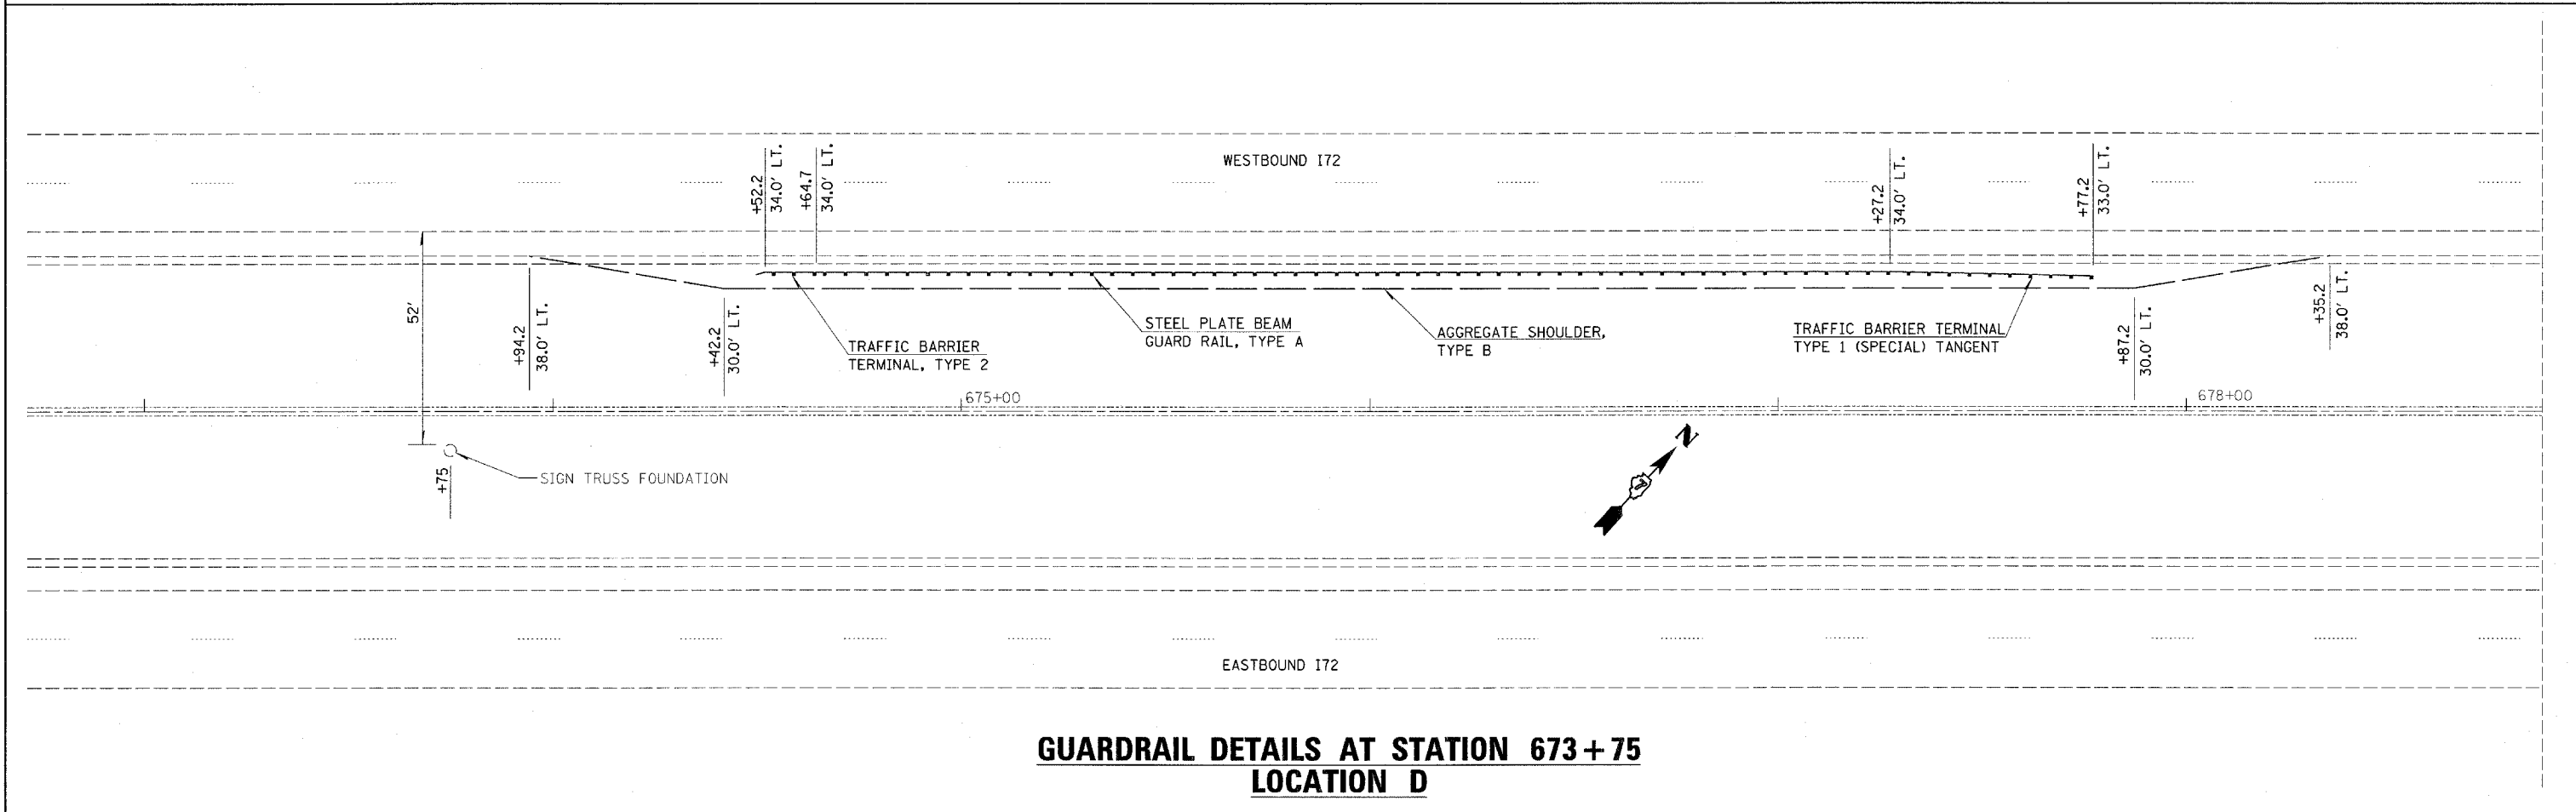 WESTBOUND I72
+52.2
34.0' LT.
+64.7
34.0' LT.
+27.2
34.0' LT.
+77.2
33.0' LT.
52'
+94.2
38.0' LT.
+42.2
30.0' LT.
TRAFFIC BARRIER
TERMINAL, TYPE 2
STEEL PLATE BEAM
GUARD RAIL, TYPE A
AGGREGATE SHOULDER,
TYPE B
TRAFFIC BARRIER TERMINAL
TYPE 1 (SPECIAL) TANGENT
+87.2
30.0' LT.
+35.2
38.0' LT.
675+00
678+00
+75
SIGN TRUSS FOUNDATION
N
EASTBOUND I72
GUARDRAIL DETAILS AT STATION 673+75
LOCATION D